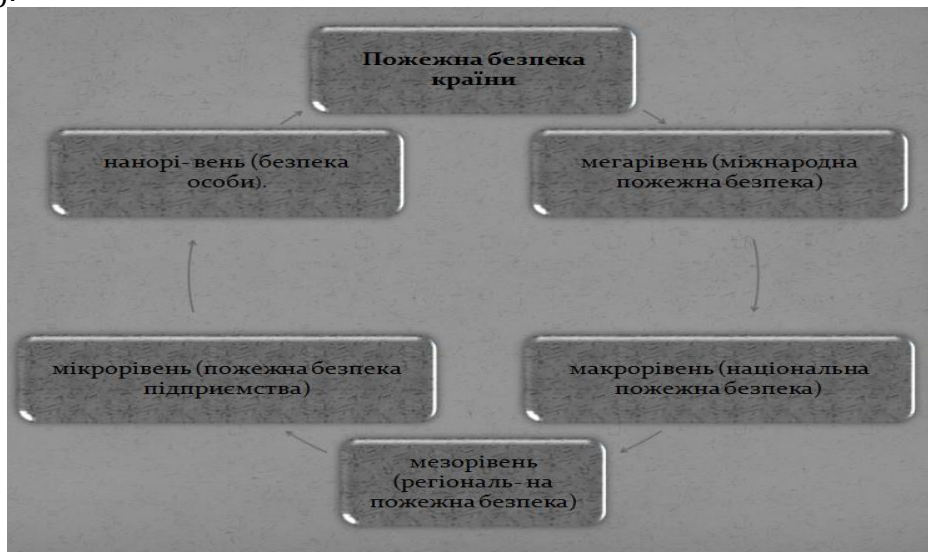 Пожежна безпека
країни
мегарівень (міжнародна
пожежна безпека)
макрорівень (національна
пожежна безпека)
мезорівень
(регіональ- на
пожежна безпека)
мікрорівень (пожежна безпека
підприємства)
нанорі- вень (безпека
особи).